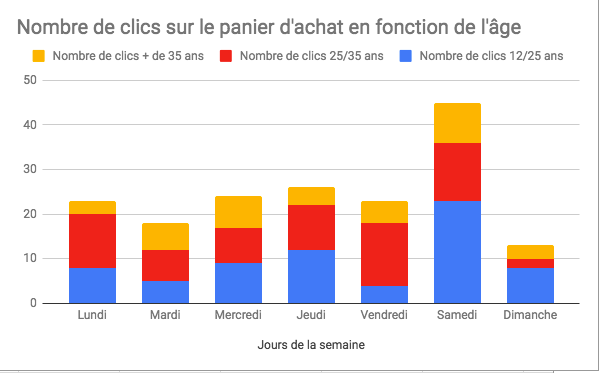 Nombre de clics sur le panier d'achat en fonction de l'âge
Nombre de clics + de 35 ans Nombre de clics 25/35 ans Nombre de clics 12/25 ans
50
40
30
20
10
0
Lundi Mardi Mercredi Jeudi Vendredi Samedi Dimanche
Jours de la semaine